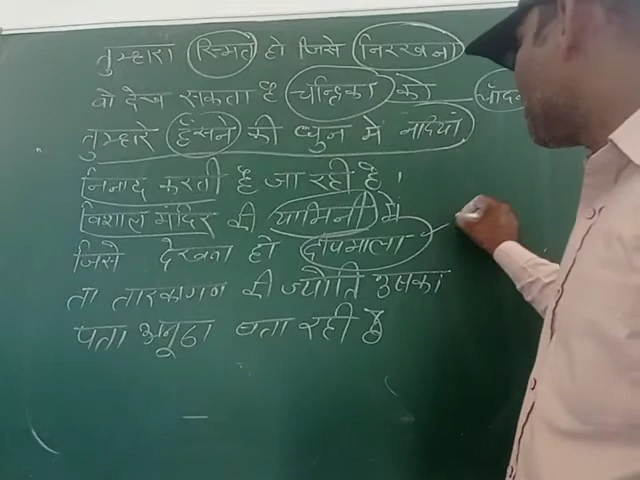 तुम्हारा स्मित हो जिसे निरखना
वो देख सकता है चन्द्रिका को
तुम्हारे हँसने की धुन मे नदियाँ
निनाद करती है जा रही है।
विशाल मंदिर की यामिनी में
जिसे देखना हो दीपमाला
ता तारकागण की ज्योति उसका
पता अनूठा बता रही है